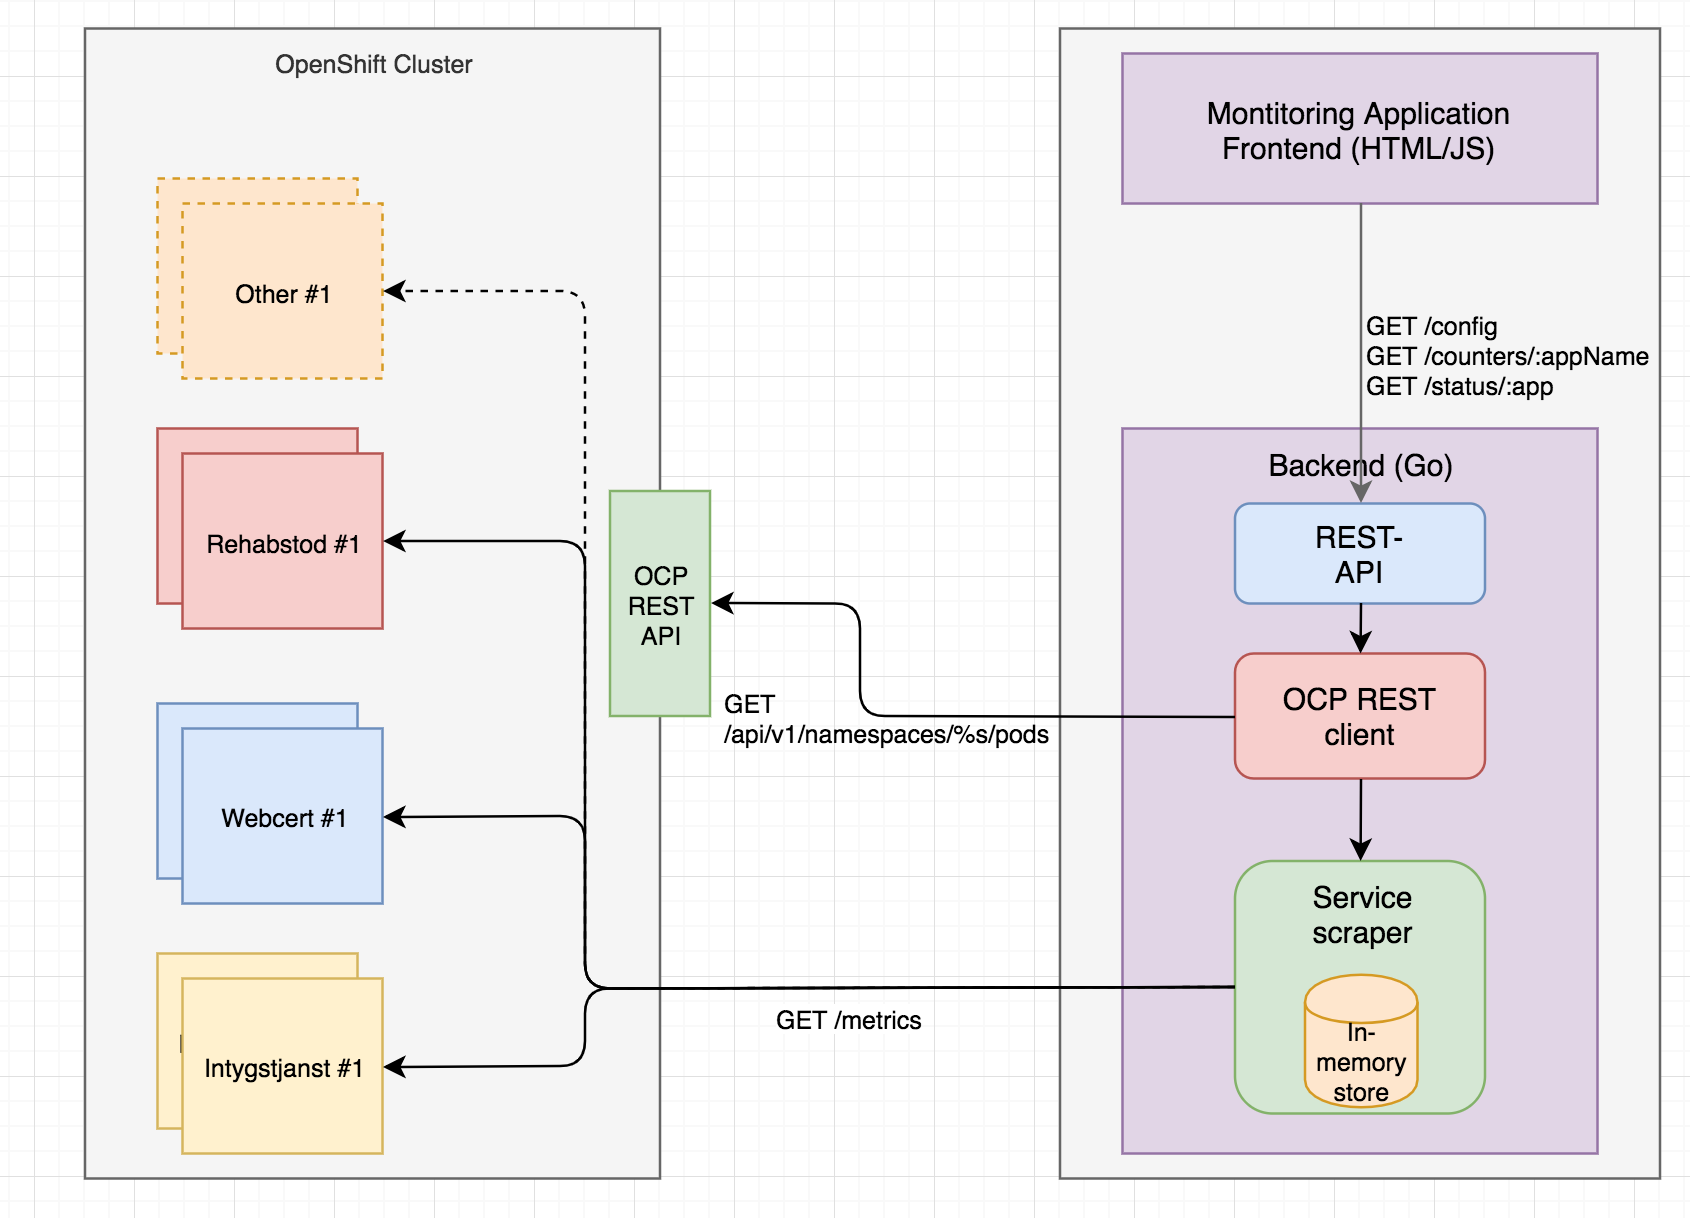 OpenShift Cluster
Other #1
Rehabstod #1
Webcert #1
Intygstjanst #1
OCP
REST
API
GET
/api/v1/namespaces/%s/pods
GET /metrics
Montitoring Application
Frontend (HTML/JS)
GET /config
GET /counters/:appName
GET /status/:app
Backend (Go)
REST-
API
OCP REST
client
Service
scraper
In-
memory
store